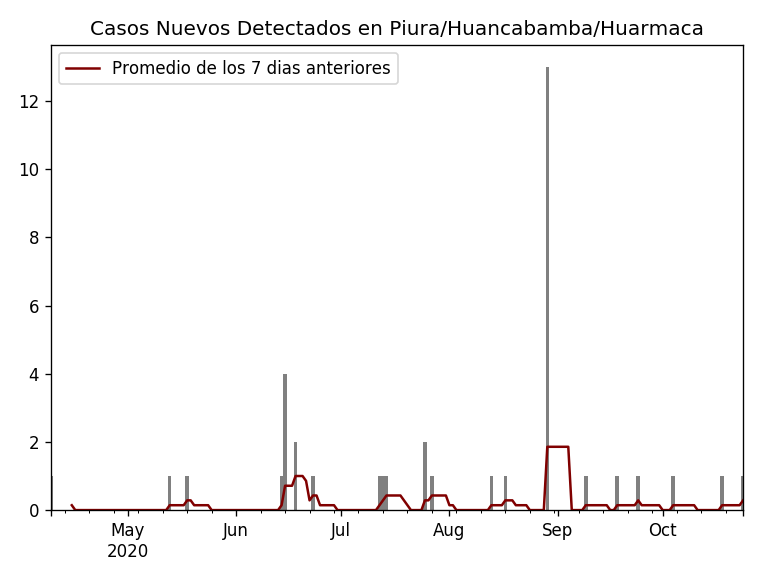 Casos Nuevos Detectados en Piura/Huancabamba/Huarmaca
Promedio de los 7 dias anteriores
12
10
8
6
4
2
0
May Jun Jul Aug Sep Oct
2020